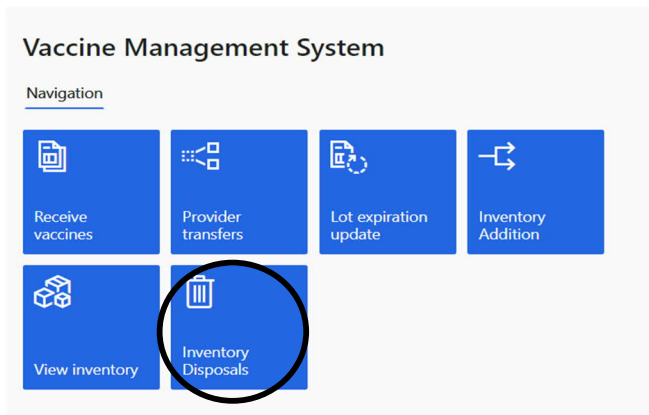 Vaccine Management System
Navigation
Receive
vaccines
Provider
transfers
Lot expiration
update
Inventory
Addition
View inventory
Inventory
Disposals